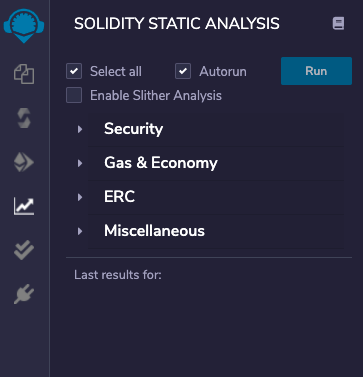 SOLIDITY STATIC ANALYSIS
Select all Autorun Run
Enable Slither Analysis
Security
Gas & Economy
ERC
Miscellaneous
Last results for: